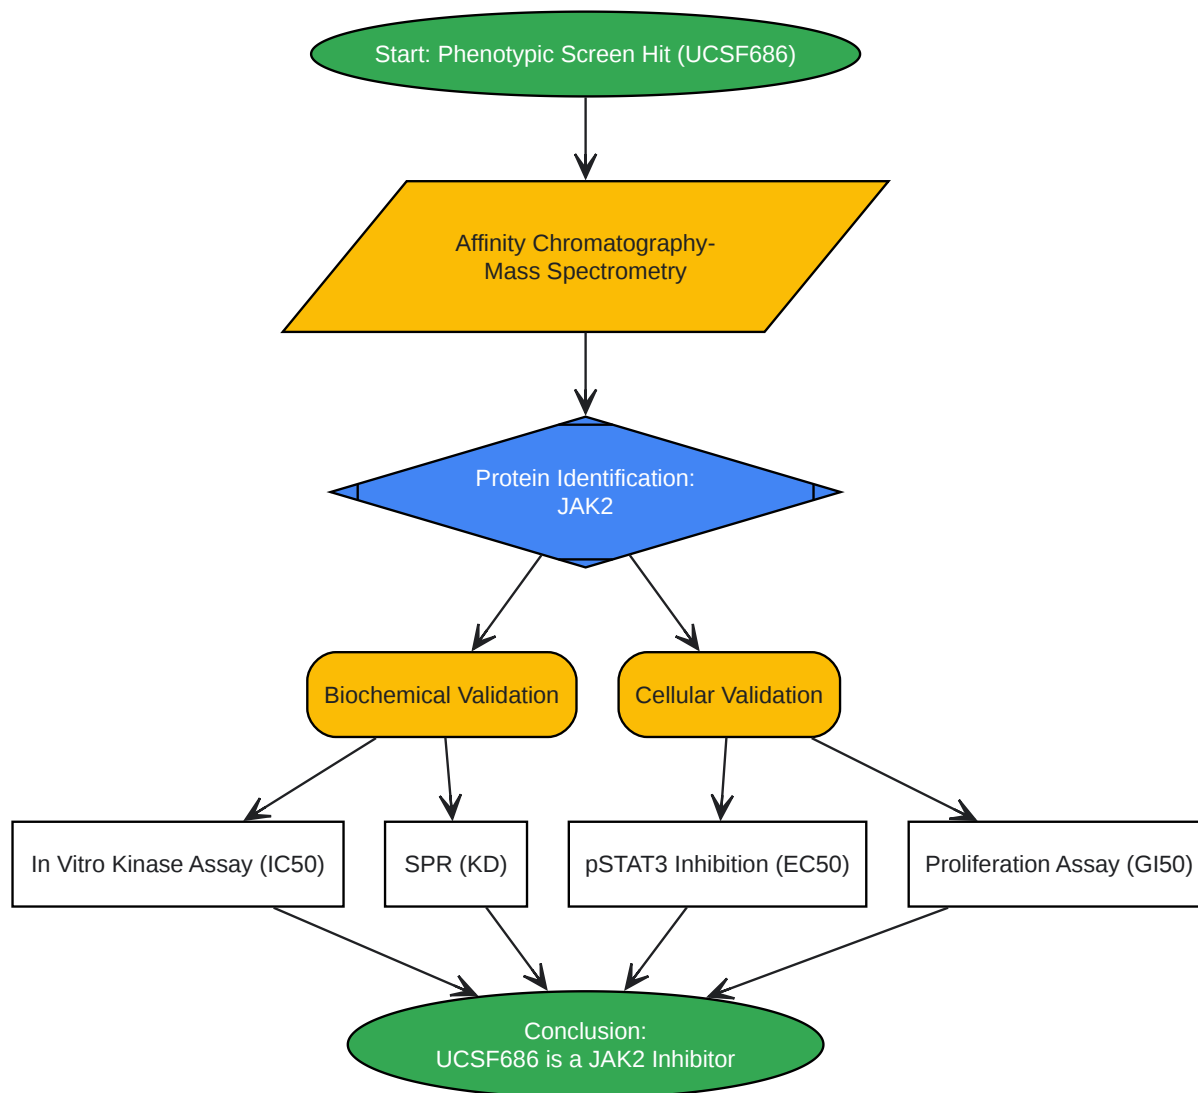 Start: Phenotypic Screen Hit (UCSF686)
Affinity Chromatography-
Mass Spectrometry
Protein Identification:
JAK2
Biochemical Validation
Cellular Validation
In Vitro Kinase Assay (IC50)
SPR (KD)
pSTAT3 Inhibition (EC50)
Proliferation Assay (GI50)
Conclusion:
UCSF686 is a JAK2 Inhibitor